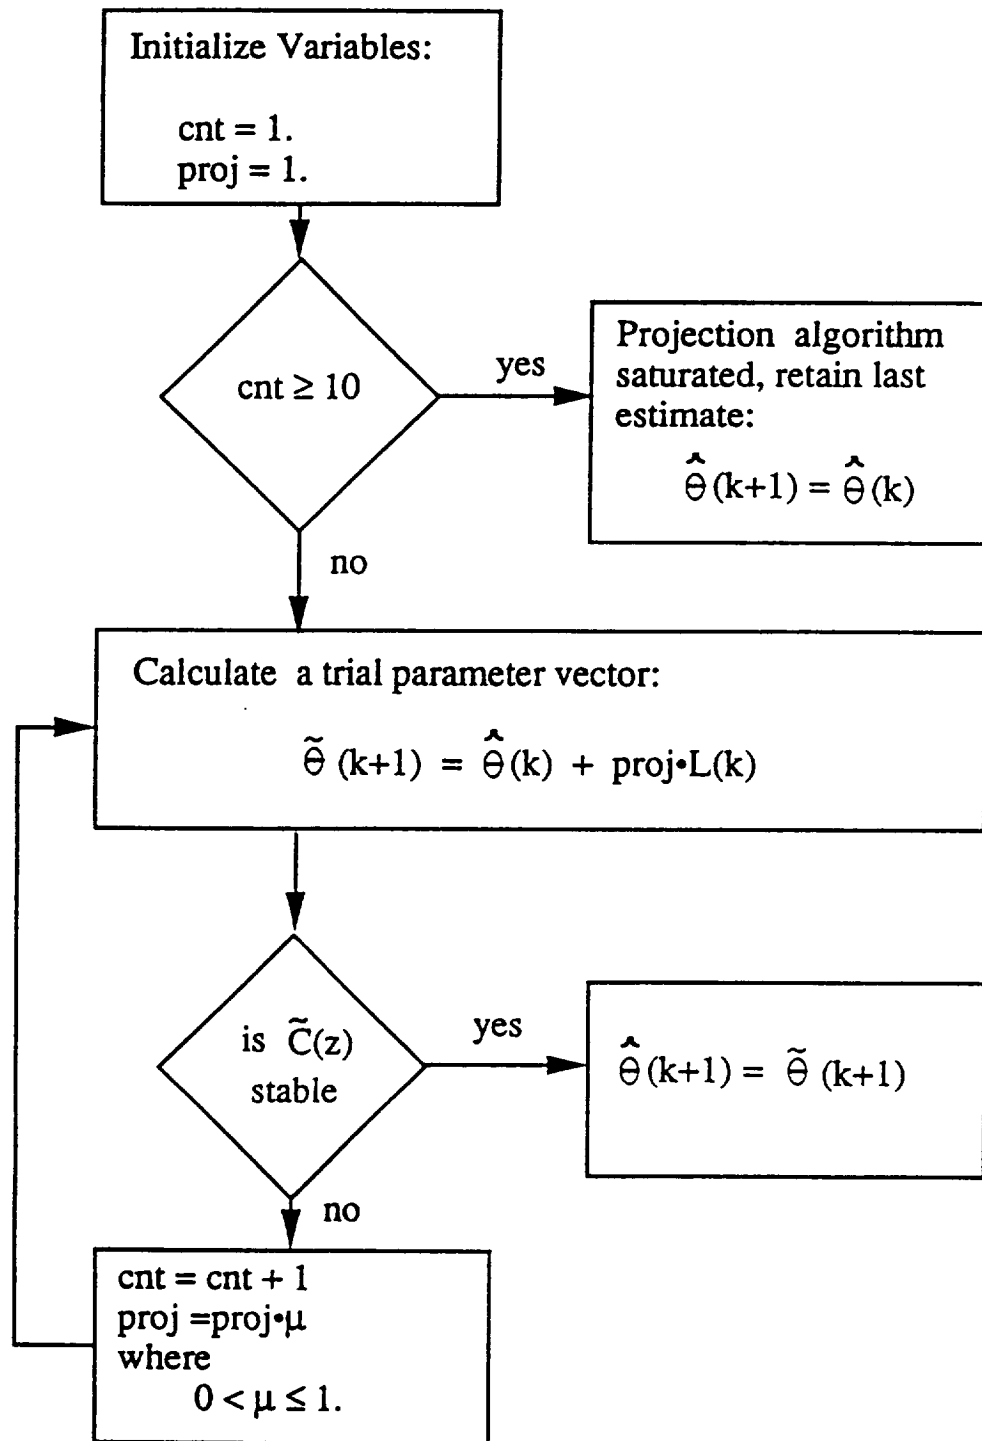 Initialize Variables:
cnt = 1.
proj = 1.
cnt ≥ 10
yes
Projection algorithm
saturated, retain last
estimate:
θ̂ (k+1) = θ̂ (k)
no
Calculate a trial parameter vector:
θ̃ (k+1) = θ̂ (k) + proj•L(k)
is C̃(z)
stable
yes
θ̂ (k+1) = θ̃ (k+1)
no
cnt = cnt + 1
proj =proj•μ
where
0 < μ ≤ 1.